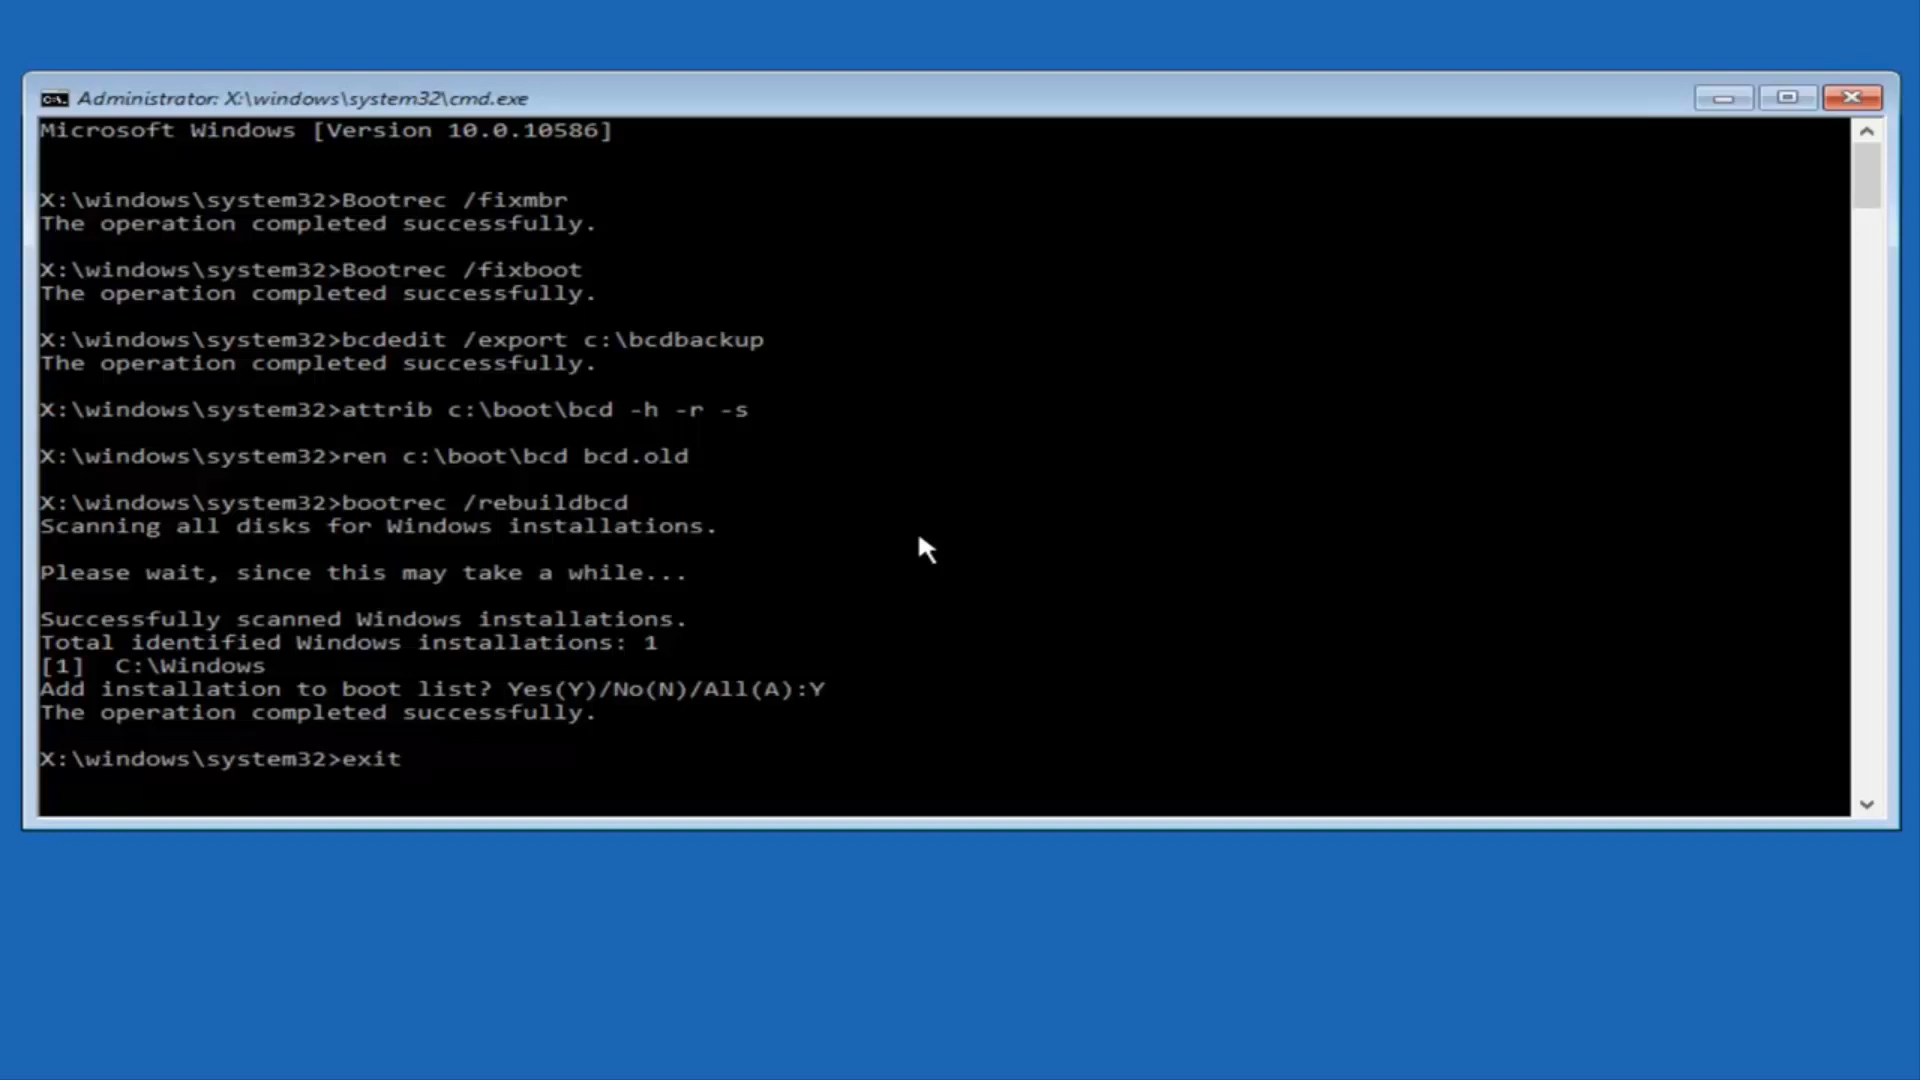 Administrator: X:\windows\system32\cmd.exe
Microsoft Windows [Version 10.0.10586]
X:\windows\system32>Bootrec /fixmbr
The operation completed successfully.
X:\windows\system32>Bootrec /fixboot
The operation completed successfully.
X:\windows\system32>bcdedit /export c:\bcdbackup
The operation completed successfully.
X:\windows\system32>attrib c:\boot\bcd -h -r -s
X:\windows\system32>ren c:\boot\bcd bcd.old
X:\windows\system32>bootrec /rebuildbcd
Scanning all disks for Windows installations.
Please wait, since this may take a while...
Successfully scanned Windows installations.
Total identified Windows installations: 1
[1]  C:\Windows
Add installation to boot list? Yes(Y)/No(N)/All(A):Y
The operation completed successfully.
X:\windows\system32>exit